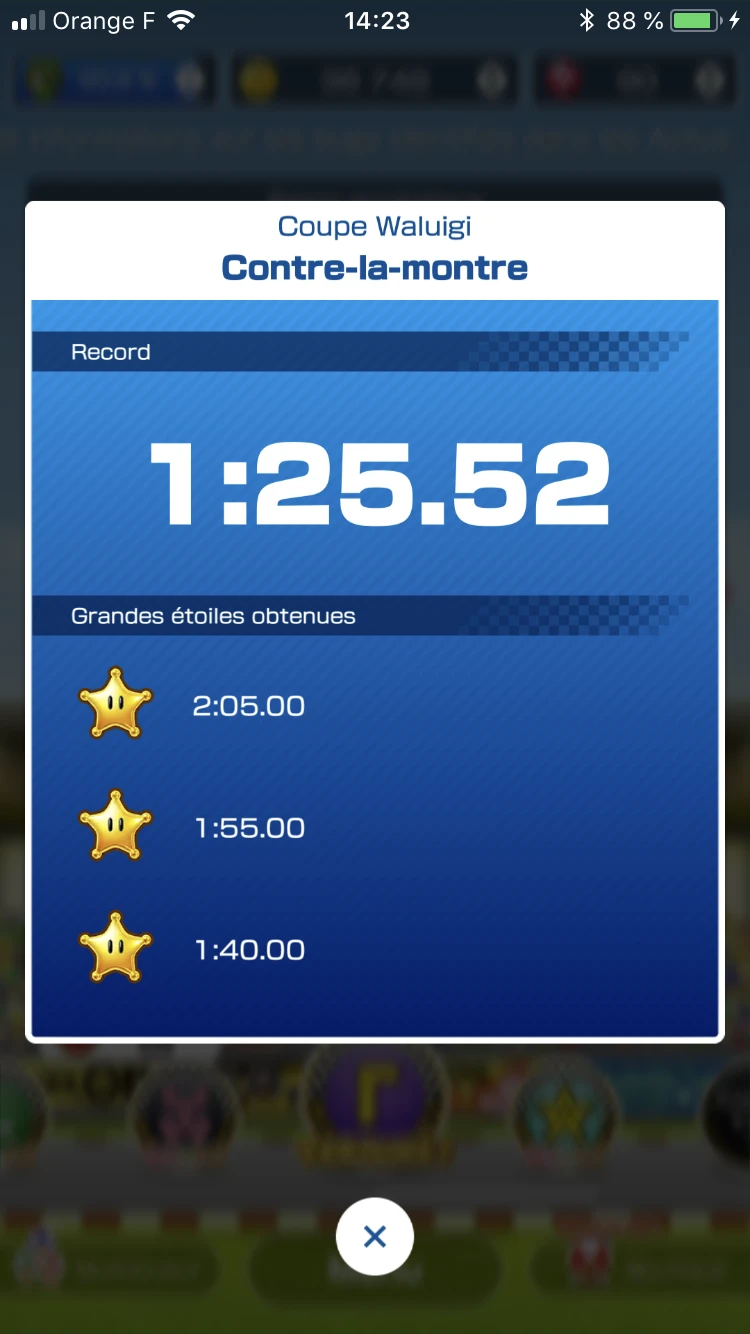 Orange F 14:23 88 %
Coupe Waluigi
Contre-la-montre
Record
1:25.52
Grandes étoiles obtenues
2:05.00
1:55.00
1:40.00